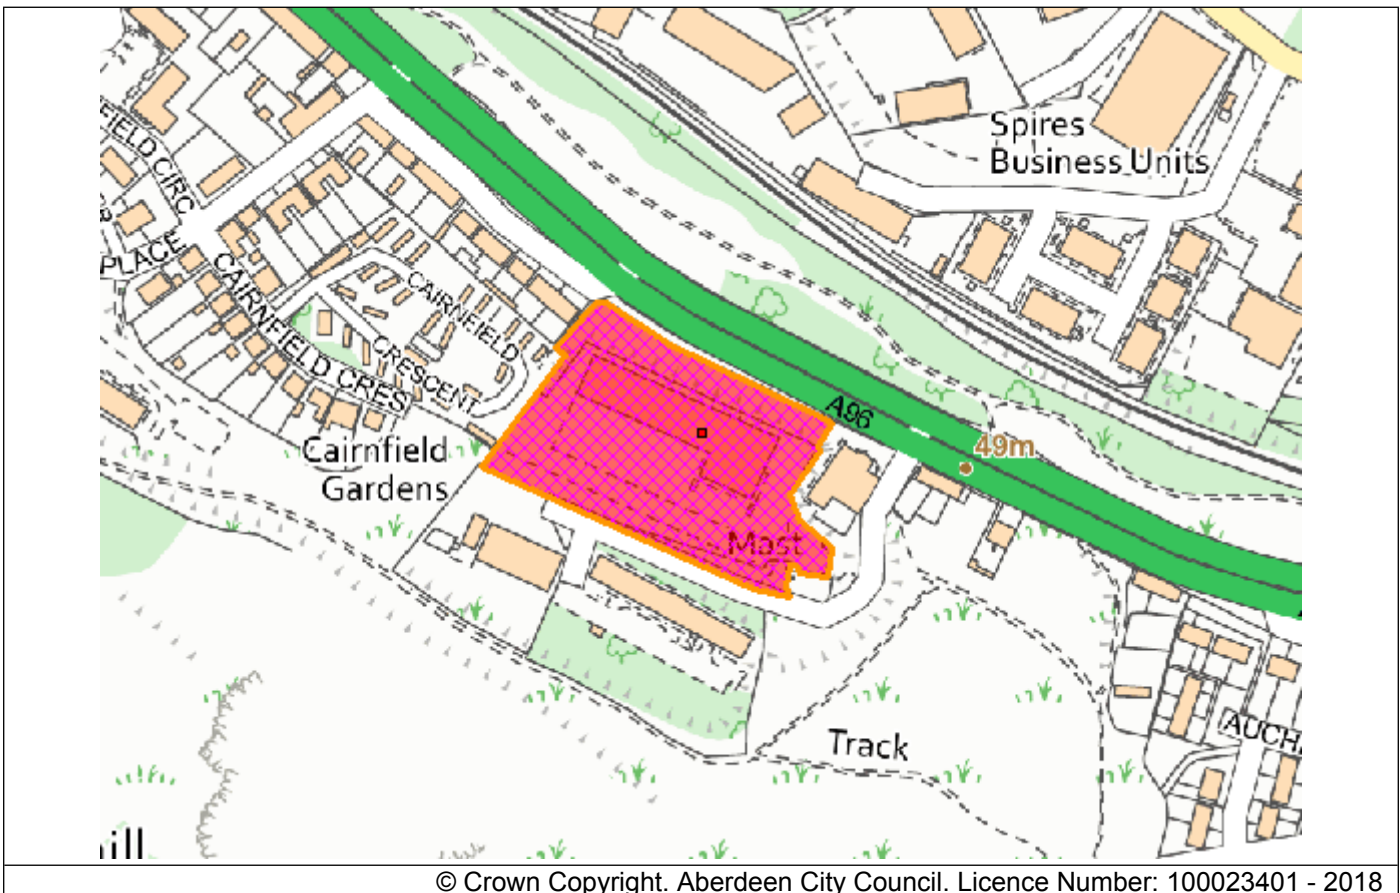 Spires
Business Units
FIELD CIRC
PLACE
CAIRNFIELD
CRESCENT
CAIRNFIELD CRES
A96
49m
Cairnfield
Gardens
Mast
Track
AUCH
hill
© Crown Copyright. Aberdeen City Council. Licence Number: 100023401 - 2018